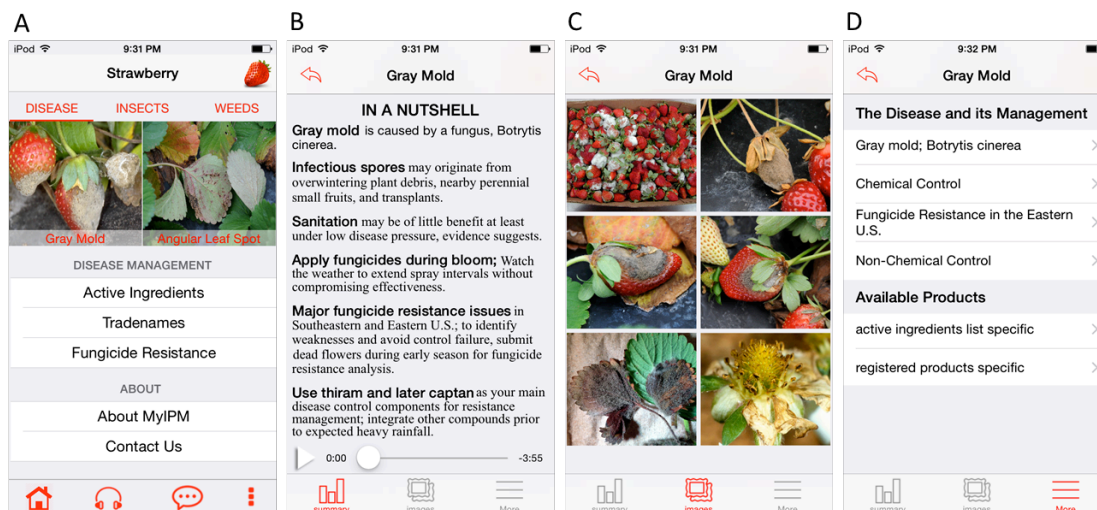 A
iPod 9:31 PM
Strawberry
DISEASE INSECTS WEEDS
Gray Mold Angular Leaf Spot
DISEASE MANAGEMENT
Active Ingredients
Tradenames
Fungicide Resistance
ABOUT
About MyIPM
Contact Us
B
iPod 9:31 PM
Gray Mold
IN A NUTSHELL
Gray mold is caused by a fungus, Botrytis
cinerea.
Infectious spores may originate from
overwintering plant debris, nearby perennial
small fruits, and transplants.
Sanitation may be of little benefit at least
under low disease pressure, evidence suggests.
Apply fungicides during bloom; Watch
the weather to extend spray intervals without
compromising effectiveness.
Major fungicide resistance issues in
Southeastern and Eastern U.S.; to identify
weaknesses and avoid control failure, submit
dead flowers during early season for fungicide
resistance analysis.
Use thiram and later captan as your main
disease control components for resistance
management; integrate other compounds prior
to expected heavy rainfall.
0:00 -3:55
summary images More
C
iPod 9:31 PM
Gray Mold
summary images More
D
iPod 9:32 PM
Gray Mold
The Disease and its Management
Gray mold; Botrytis cinerea
Chemical Control
Fungicide Resistance in the Eastern
U.S.
Non-Chemical Control
Available Products
active ingredients list specific
registered products specific
summary images More